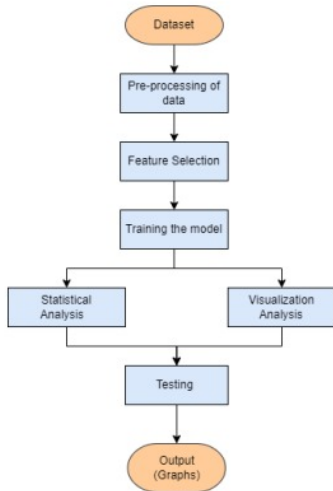 Dataset
Pre-processing of
data
Feature Selection
Training the model
Statistical
Analysis
Visualization
Analysis
Testing
Output
(Graphs)